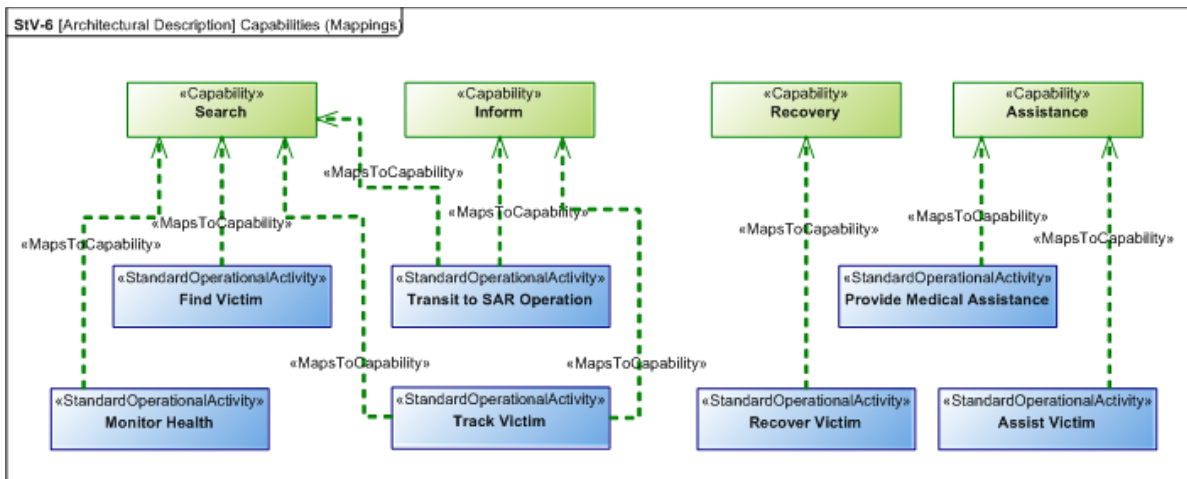 StV-6 [Architectural Description] Capabilities (Mappings)
«Capability»
Search
«Capability»
Inform
«Capability»
Recovery
«Capability»
Assistance
«MapsToCapability»
«MapsToCapability»
«MapsToCapability»
«MapsToCapability»
«MapsToCapability»
«MapsToCapability»
«StandardOperationalActivity»
Find Victim
«StandardOperationalActivity»
Transit to SAR Operation
«StandardOperationalActivity»
Provide Medical Assistance
«MapsToCapability»
«MapsToCapability»
«MapsToCapability»
«StandardOperationalActivity»
Monitor Health
«StandardOperationalActivity»
Track Victim
«StandardOperationalActivity»
Recover Victim
«StandardOperationalActivity»
Assist Victim